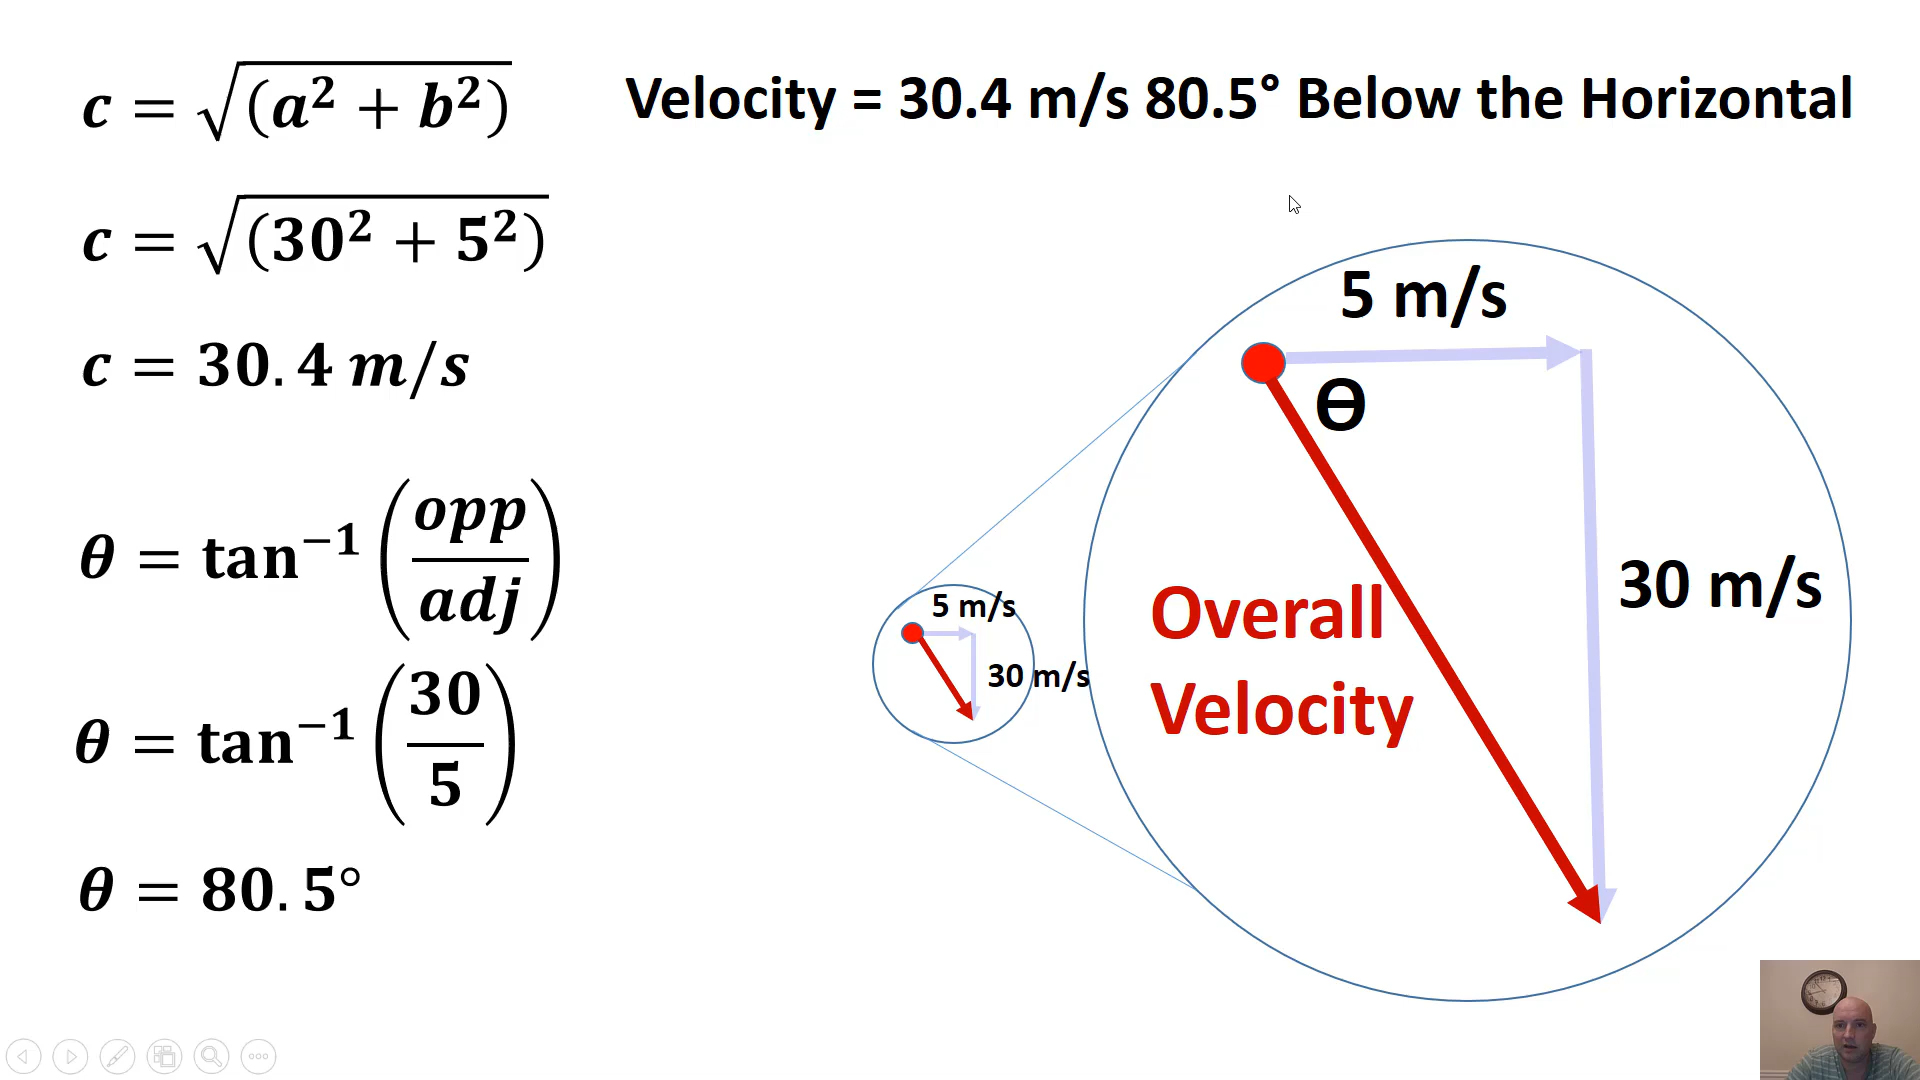 c = √(a² + b²)
Velocity = 30.4 m/s 80.5° Below the Horizontal
c = √(30² + 5²)
c = 30.4 m/s
θ = tan⁻¹(opp/adj)
θ = tan⁻¹(30/5)
θ = 80.5°
5 m/s
30 m/s
5 m/s
Ɵ
30 m/s
Overall
Velocity